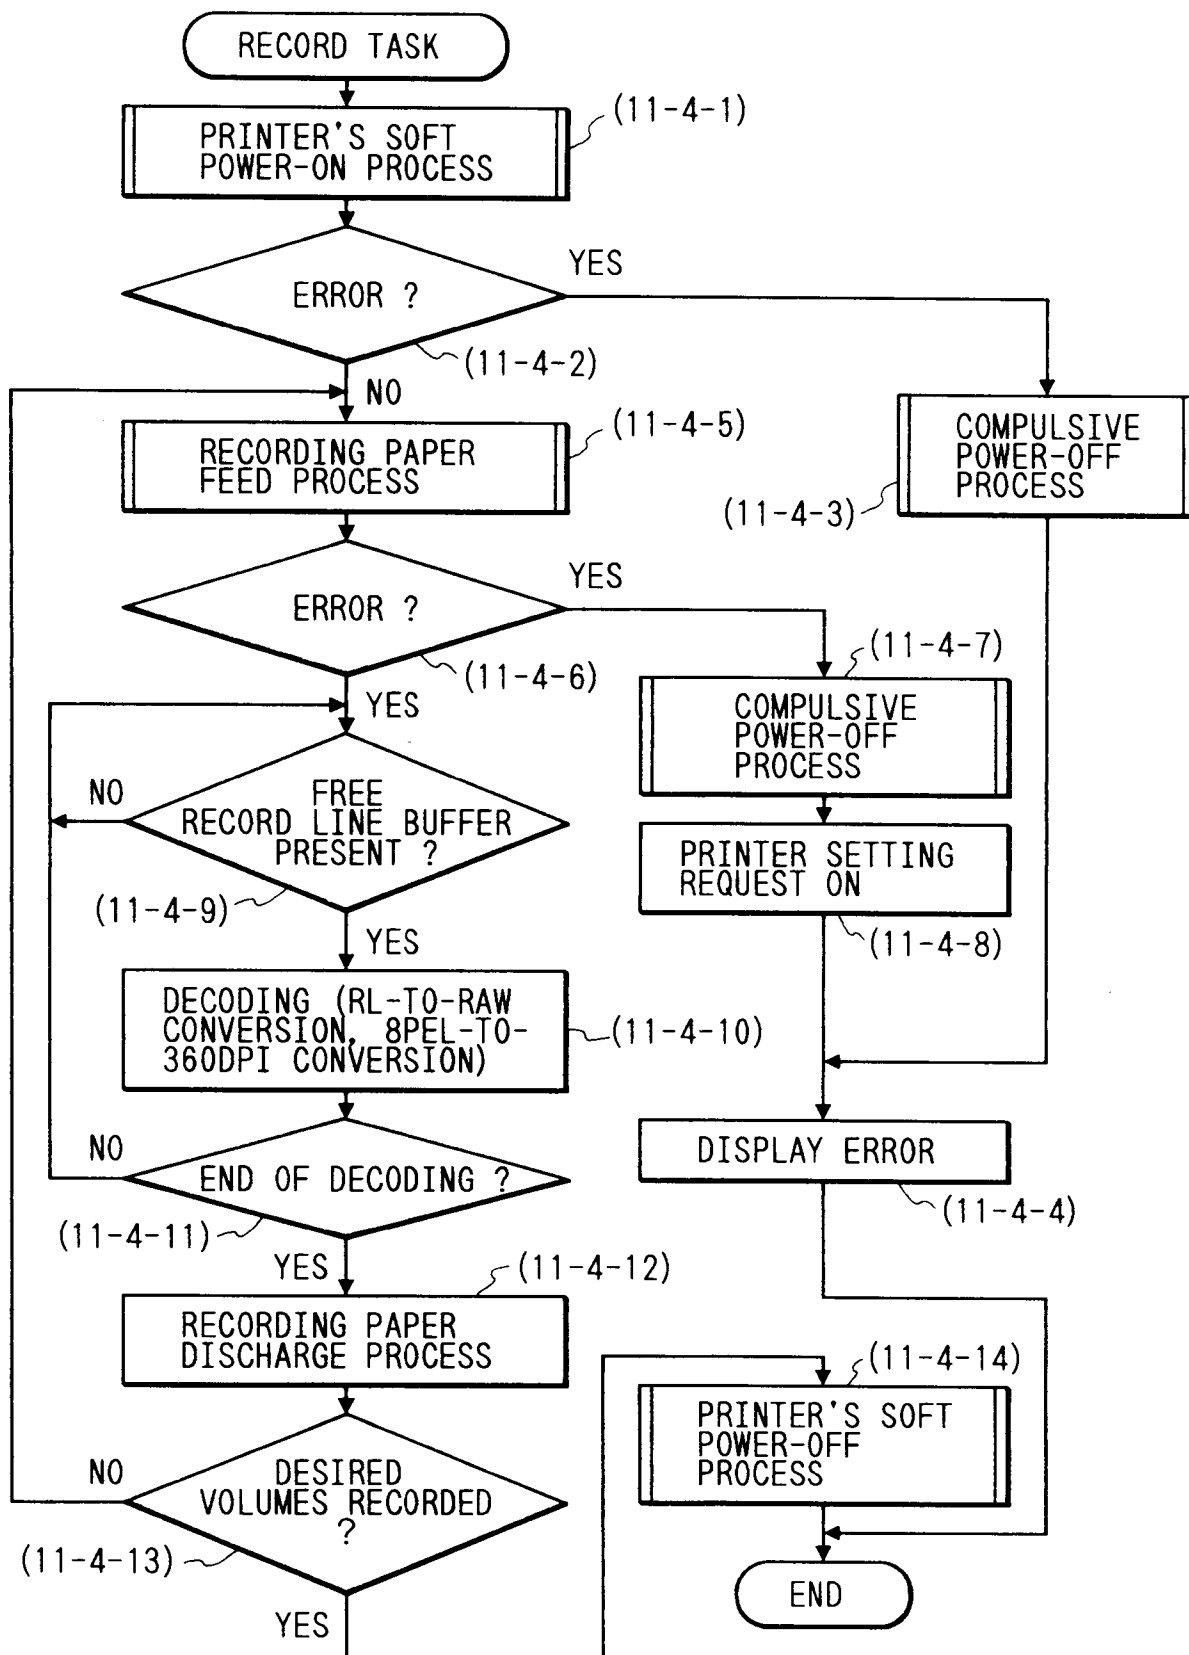 RECORD TASK
(11-4-1)
PRINTER'S SOFT
POWER-ON PROCESS
YES
ERROR ?
(11-4-2)
NO
(11-4-5)
RECORDING PAPER
FEED PROCESS
COMPULSIVE
POWER-OFF
PROCESS
(11-4-3)
YES
ERROR ?
(11-4-6)
YES
(11-4-7)
COMPULSIVE
POWER-OFF
PROCESS
NO
FREE
RECORD LINE BUFFER
PRESENT ?
(11-4-9)
PRINTER SETTING
REQUEST ON
(11-4-8)
YES
DECODING (RL-TO-RAW
CONVERSION, 8PEL-TO-
360DPI CONVERSION)
(11-4-10)
NO
END OF DECODING ?
(11-4-11)
DISPLAY ERROR
(11-4-4)
YES
(11-4-12)
RECORDING PAPER
DISCHARGE PROCESS
(11-4-14)
PRINTER'S SOFT
POWER-OFF
PROCESS
NO
DESIRED
VOLUMES RECORDED
?
(11-4-13)
YES
END